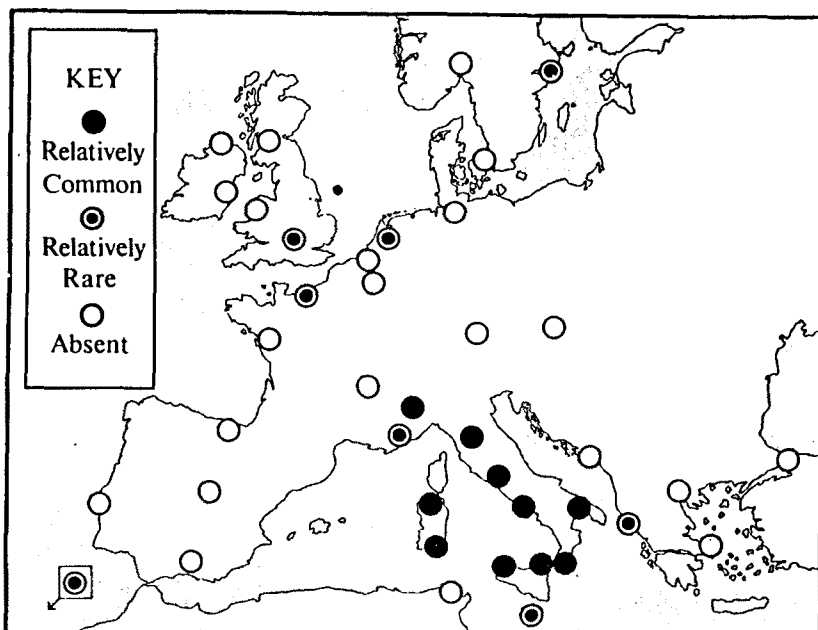 KEY
Relatively
Common
Relatively
Rare
Absent